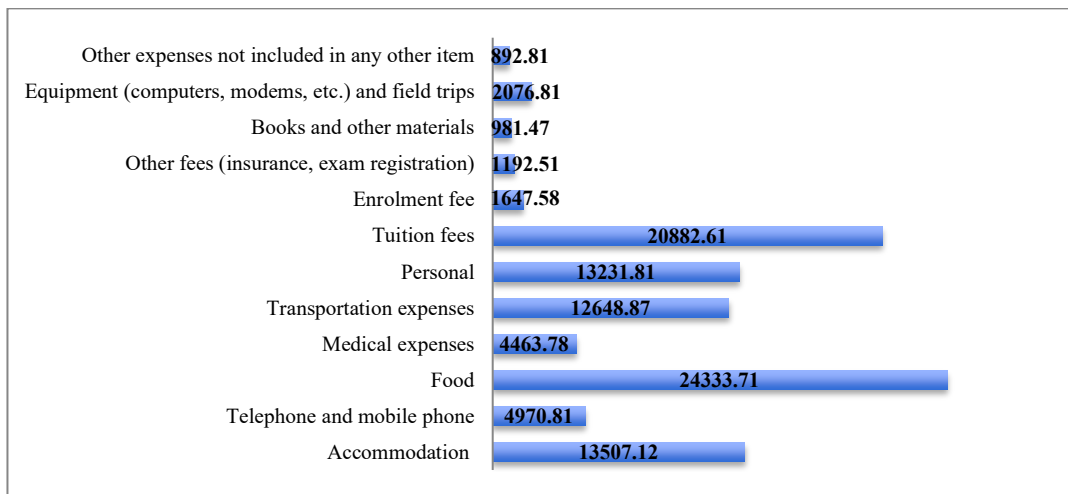 Other expenses not included in any other item 892.81
Equipment (computers, modems, etc.) and field trips 2076.81
Books and other materials 981.47
Other fees (insurance, exam registration) 1192.51
Enrolment fee 1647.58
Tuition fees 20882.61
Personal 13231.81
Transportation expenses 12648.87
Medical expenses 4463.78
Food 24333.71
Telephone and mobile phone 4970.81
Accommodation 13507.12